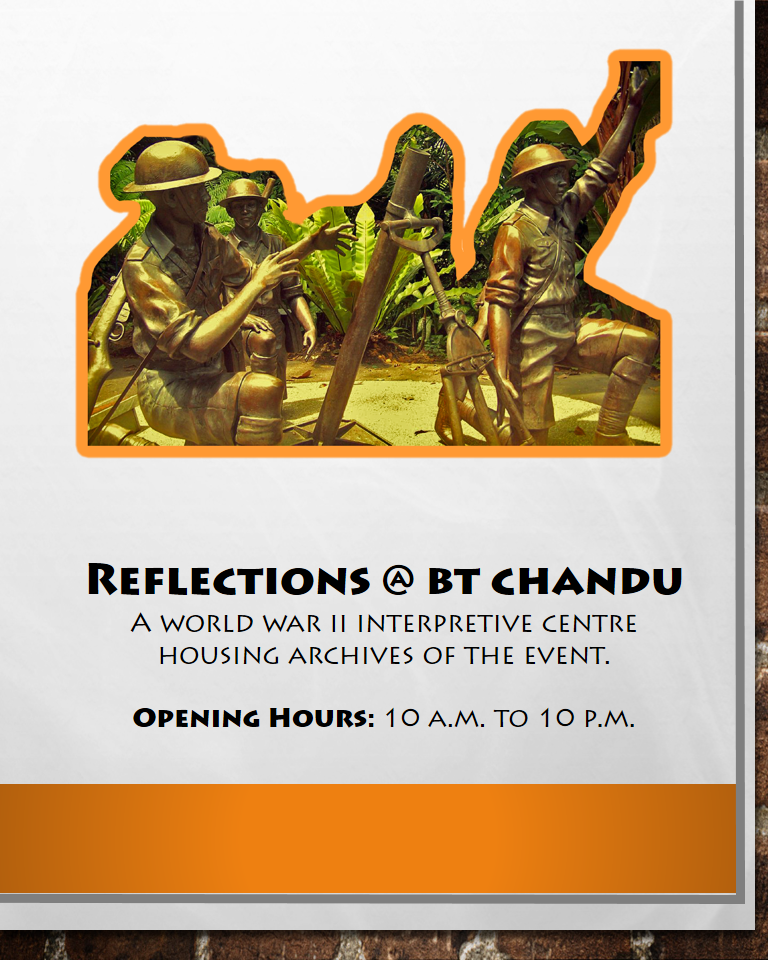 Reflections @ bt chandu
A world war II interpretive centre
housing archives of the event.
Opening Hours: 10 a.m. to 10 p.m.